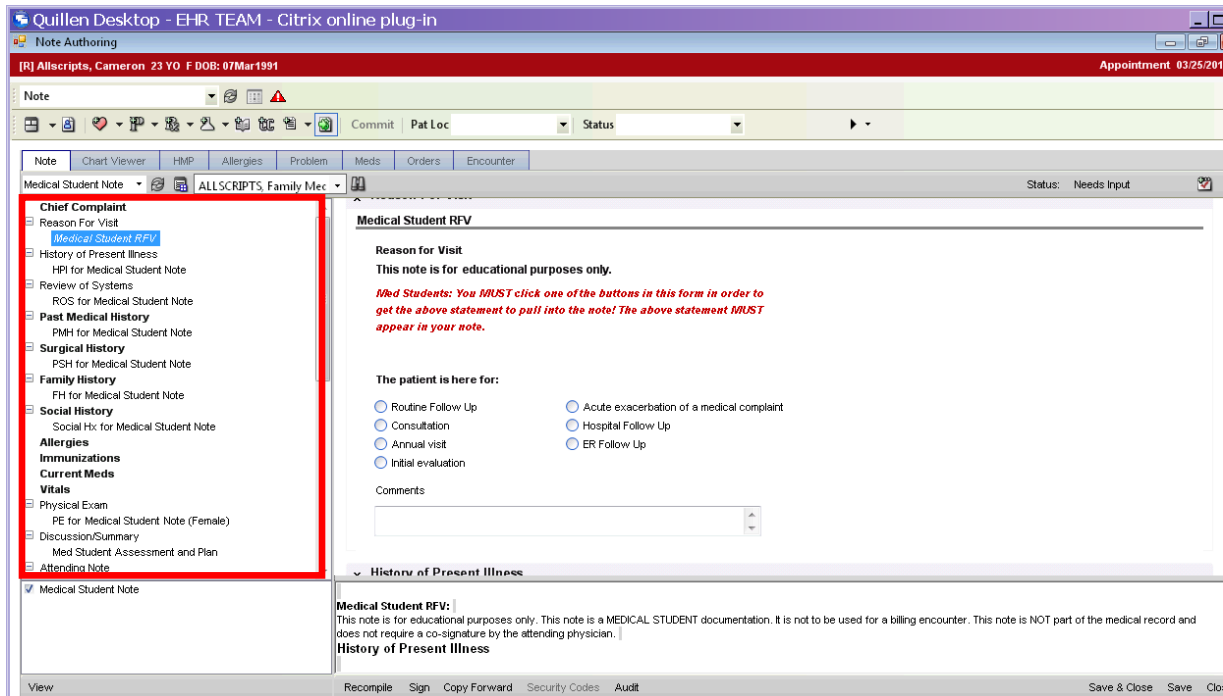 Quillen Desktop - EHR TEAM - Citrix online plug-in
Note Authoring
[R] Allscripts, Cameron 23 YO F DOB: 07Mar1991 Appointment 03/25/201
Note
Commit Pat Loc Status
Note Chart Viewer HMP Allergies Problem Meds Orders Encounter
Medical Student Note ALLSCRIPTS, Family Mec Status: Needs Input
Chief Complaint
Reason For Visit
Medical Student RFV
History of Present Illness
HPI for Medical Student Note
Review of Systems
ROS for Medical Student Note
Past Medical History
PMH for Medical Student Note
Surgical History
PSH for Medical Student Note
Family History
FH for Medical Student Note
Social History
Social Hx for Medical Student Note
Allergies
Immunizations
Current Meds
Vitals
Physical Exam
PE for Medical Student Note (Female)
Discussion/Summary
Med Student Assessment and Plan
Attending Note
Medical Student Note
View
Reason For Visit
Medical Student RFV
Reason for Visit
This note is for educational purposes only.
Med Students: You MUST click one of the buttons in this form in order to
get the above statement to pull into the note! The above statement MUST
appear in your note.
The patient is here for:
Routine Follow Up Acute exacerbation of a medical complaint
Consultation Hospital Follow Up
Annual visit ER Follow Up
Initial evaluation
Comments
History of Present Illness
Medical Student RFV:
This note is for educational purposes only. This note is a MEDICAL STUDENT documentation. It is not to be used for a billing encounter. This note is NOT part of the medical record and
does not require a co-signature by the attending physician.
History of Present Illness
Recompile Sign Copy Forward Security Codes Audit Save & Close Save Clo